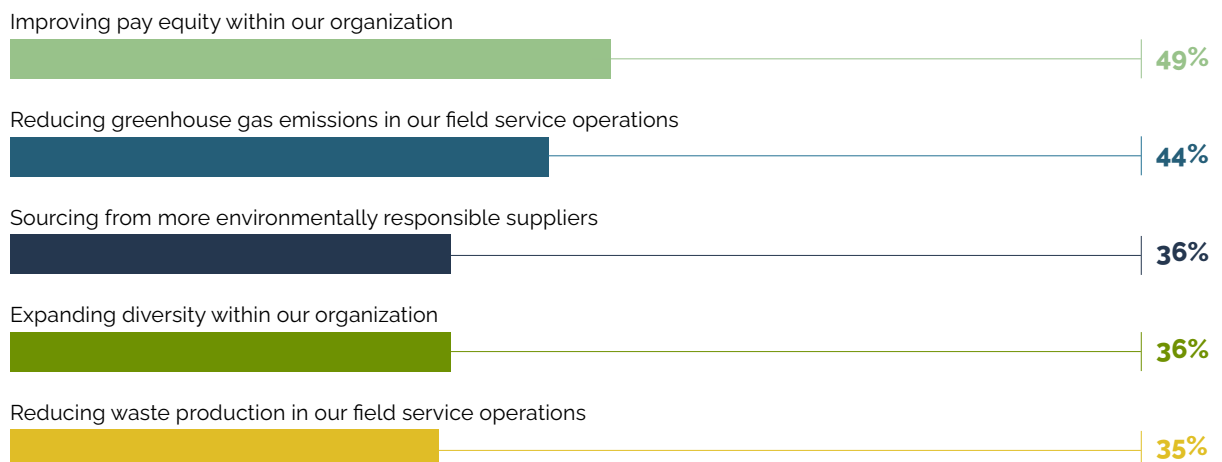 Improving pay equity within our organization
49%
Reducing greenhouse gas emissions in our field service operations
44%
Sourcing from more environmentally responsible suppliers
36%
Expanding diversity within our organization
36%
Reducing waste production in our field service operations
35%